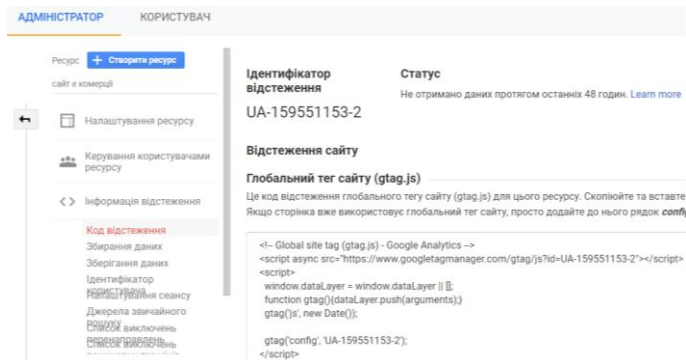 АДМІНІСТРАТОР КОРИСТУВАЧ
Ресурс + Створити ресурс
сайт е комерції
Налаштування ресурсу
Керування користувачами
ресурсу
Інформація відстеження
Код відстеження
Збирання даних
Зберігання даних
Ідентифікатор
користувача
Налаштування сеансу
Джерела звичайного
пошуку
Список виключень
перенаправлень
Список виключень
Ідентифікатор
відстеження
UA-159551153-2
Статус
Не отримано даних протягом останніх 48 годин. Learn more
Відстеження сайту
Глобальний тег сайту (gtag.js)
Це код відстеження глобального тегу сайту (gtag.js) для цього ресурсу. Скопіюйте та вставте
Якщо сторінка вже використовує глобальний тег сайту, просто додайте до нього рядок config
<!-- Global site tag (gtag.js) - Google Analytics -->
<script async src="https://www.googletagmanager.com/gtag/js?id=UA-159551153-2"></script>
<script>
window.dataLayer = window.dataLayer || [];
function gtag(){dataLayer.push(arguments);}
gtag('js', new Date());
gtag('config', 'UA-159551153-2');
</script>